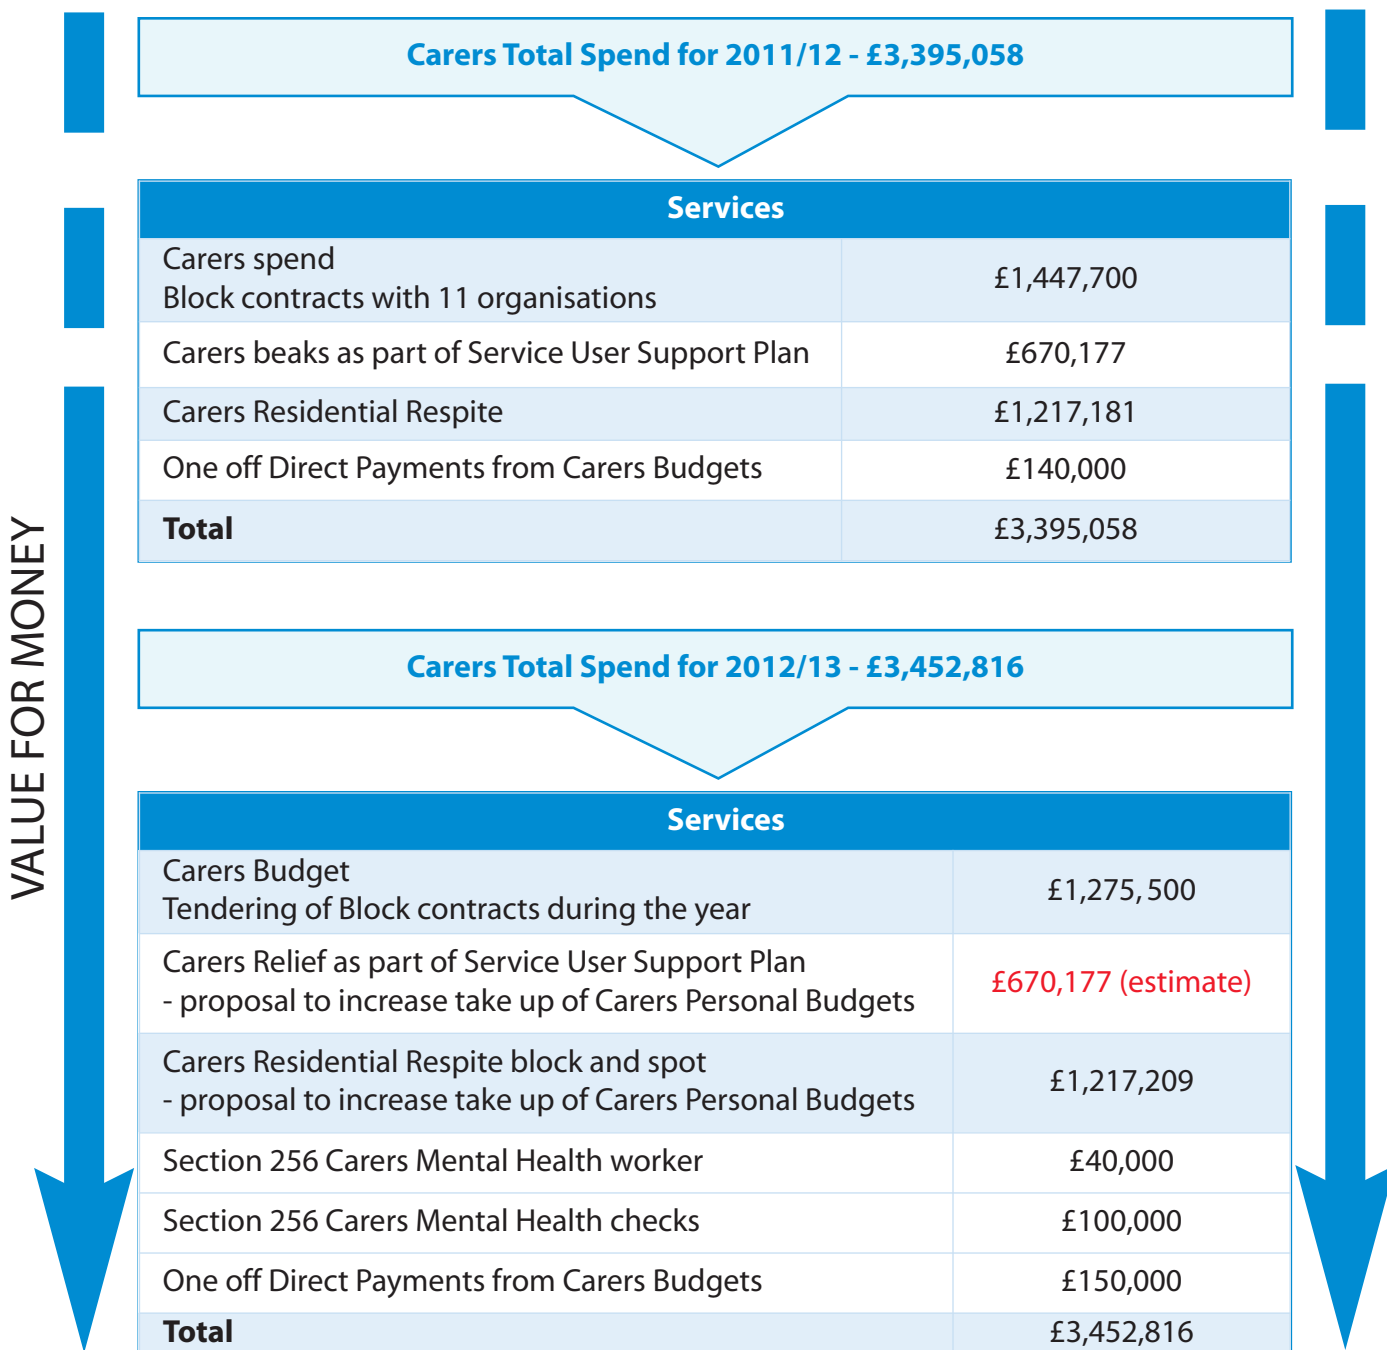 Carers Total Spend for 2011/12 - £3,395,058
Services
Carers spend
Block contracts with 11 organisations
£1,447,700
Carers beaks as part of Service User Support Plan
£670,177
Carers Residential Respite
£1,217,181
One off Direct Payments from Carers Budgets
£140,000
Total
£3,395,058
VALUE FOR MONEY
Carers Total Spend for 2012/13 - £3,452,816
Services
Carers Budget
Tendering of Block contracts during the year
£1,275,500
Carers Relief as part of Service User Support Plan
- proposal to increase take up of Carers Personal Budgets
£670,177 (estimate)
Carers Residential Respite block and spot
- proposal to increase take up of Carers Personal Budgets
£1,217,209
Section 256 Carers Mental Health worker
£40,000
Section 256 Carers Mental Health checks
£100,000
One off Direct Payments from Carers Budgets
£150,000
Total
£3,452,816